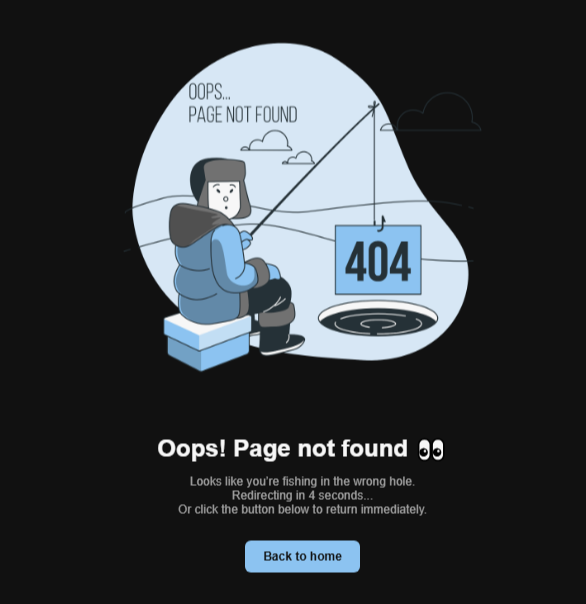 OOPS...
PAGE NOT FOUND
404
Oops! Page not found 👀
Looks like you're fishing in the wrong hole.
Redirecting in 4 seconds...
Or click the button below to return immediately.
Back to home